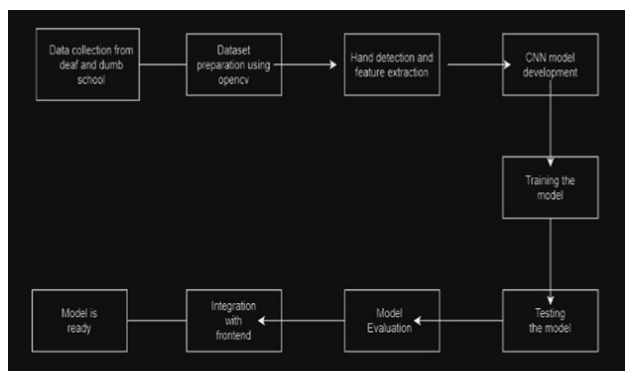 Data collection from
deaf and dumb
school
Dataset
preparation using
opencv
Hand detection and
feature extraction
CNN model
development
Training the
model
Testing
the model
Model
Evaluation
Integration
with
frontend
Model is
ready